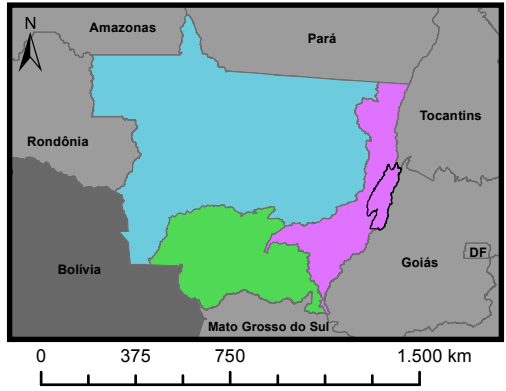 N
Amazonas
Pará
Tocantins
Rondônia
Bolívia
Goiás
DF
Mato Grosso do Sul
0 375 750 1.500 km